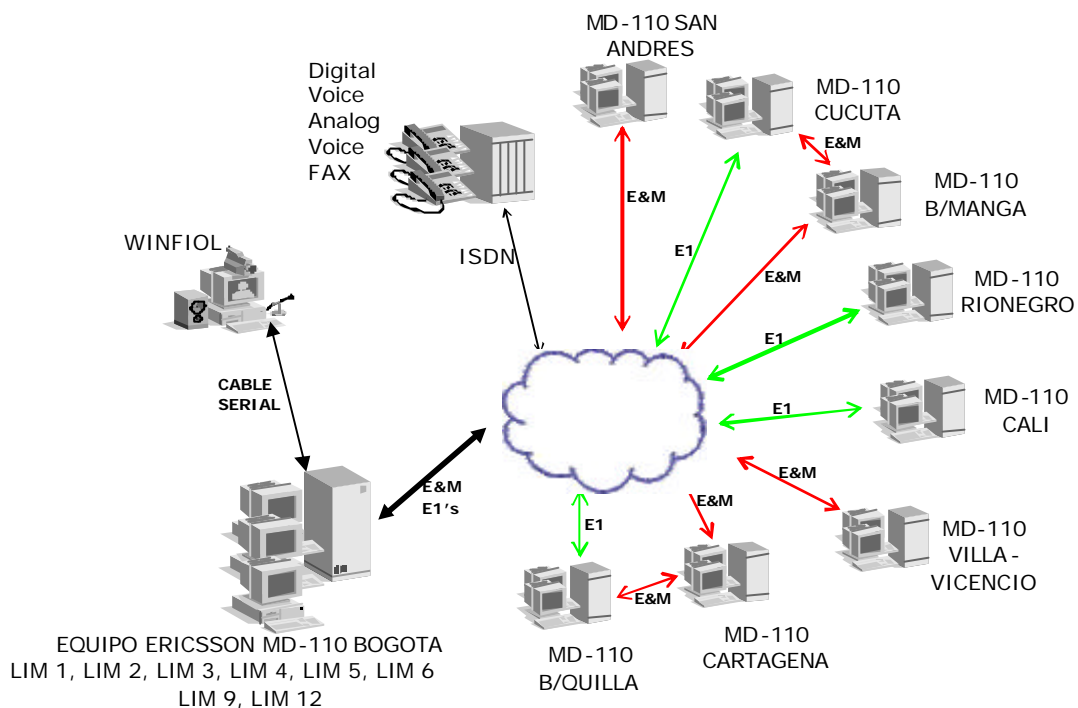 MD-110 SAN
ANDRES
Digital
Voice
Analog
Voice
FAX
MD-110
CUCUTA
E&M
MD-110
B/MANGA
E&M
E1
E&M
WINFIOL
ISDN
MD-110
RIONEGRO
E1
CABLE
SERIAL
E1
MD-110
CALI
E&M
E1's
E&M
E&M
E1
MD-110
VILLA-
VICENCIO
E&M
EQUIPO ERICSSON MD-110 BOGOTA
LIM 1, LIM 2, LIM 3, LIM 4, LIM 5, LIM 6
LIM 9, LIM 12
MD-110
B/QUILLA
MD-110
CARTAGENA